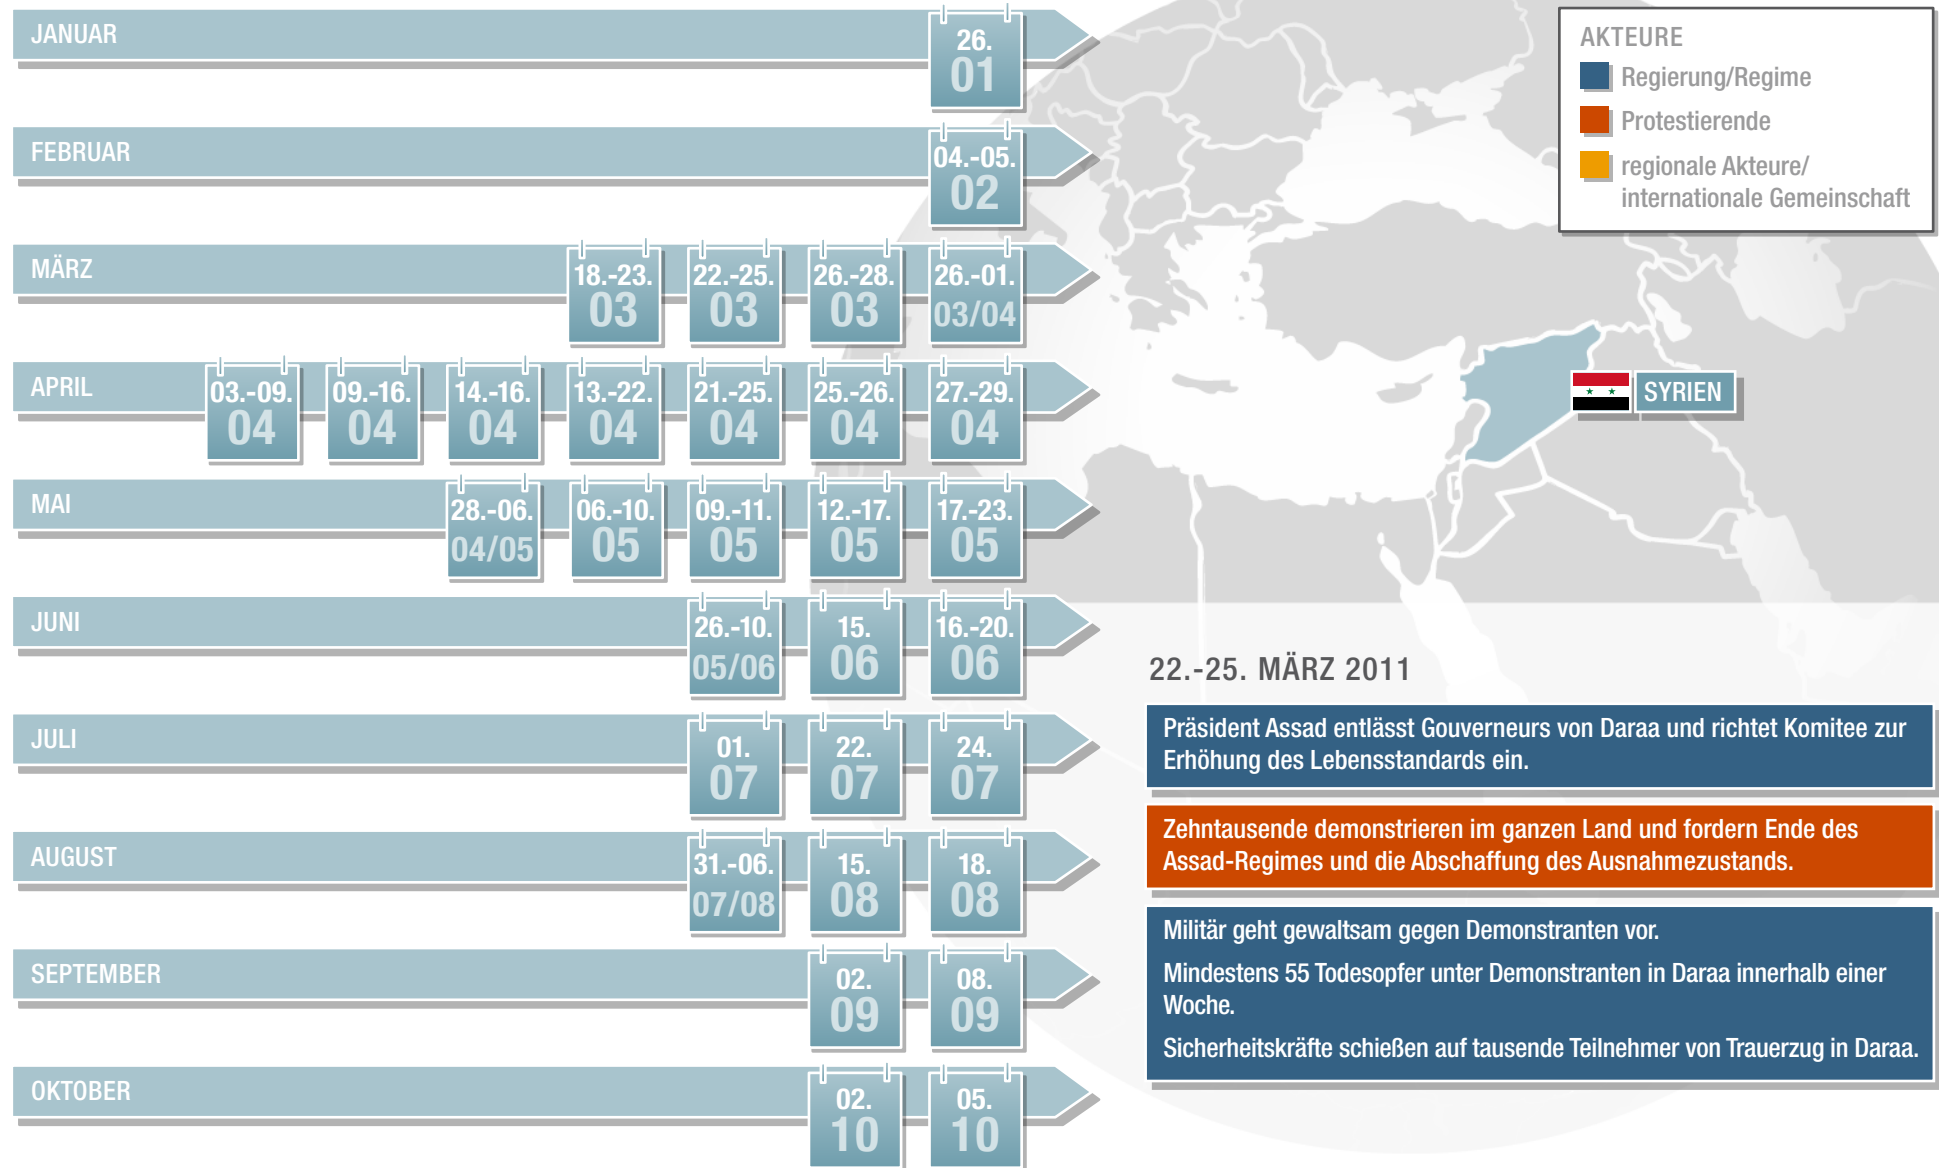 JANUAR
26.
01
FEBRUAR
04.-05.
02
MÄRZ
18.-23.
03
22.-25.
03
26.-28.
03
26.-01.
03/04
APRIL
03.-09.
04
09.-16.
04
14.-16.
04
13.-22.
04
21.-25.
04
25.-26.
04
27.-29.
04
MAI
28.-06.
04/05
06.-10.
05
09.-11.
05
12.-17.
05
17.-23.
05
JUNI
26.-10.
05/06
15.
06
16.-20.
06
JULI
01.
07
22.
07
24.
07
AUGUST
31.-06.
07/08
15.
08
18.
08
SEPTEMBER
02.
09
08.
09
OKTOBER
02.
10
05.
10
AKTEURE
Regierung/Regime
Protestierende
regionale Akteure/
internationale Gemeinschaft
SYRIEN
22.-25. MÄRZ 2011
Präsident Assad entlässt Gouverneurs von Daraa und richtet Komitee zur
Erhöhung des Lebensstandards ein.
Zehntausende demonstrieren im ganzen Land und fordern Ende des
Assad-Regimes und die Abschaffung des Ausnahmezustands.
Militär geht gewaltsam gegen Demonstranten vor.
Mindestens 55 Todesopfer unter Demonstranten in Daraa innerhalb einer
Woche.
Sicherheitskräfte schießen auf tausende Teilnehmer von Trauerzug in Daraa.